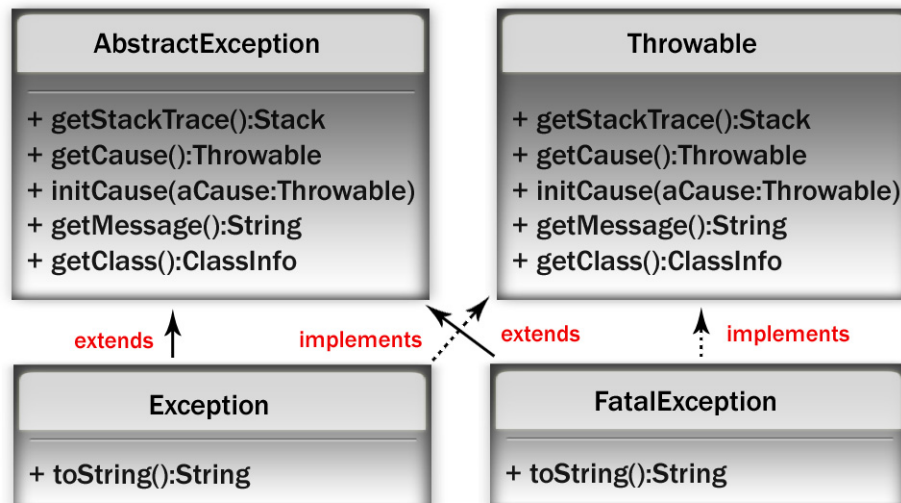 AbstractException
+ getStackTrace():Stack
+ getCause():Throwable
+ initCause(aCause:Throwable)
+ getMessage():String
+ getClass():ClassInfo
Throwable
+ getStackTrace():Stack
+ getCause():Throwable
+ initCause(aCause:Throwable)
+ getMessage():String
+ getClass():ClassInfo
extends
implements
extends
implements
Exception
+ toString():String
FatalException
+ toString():String